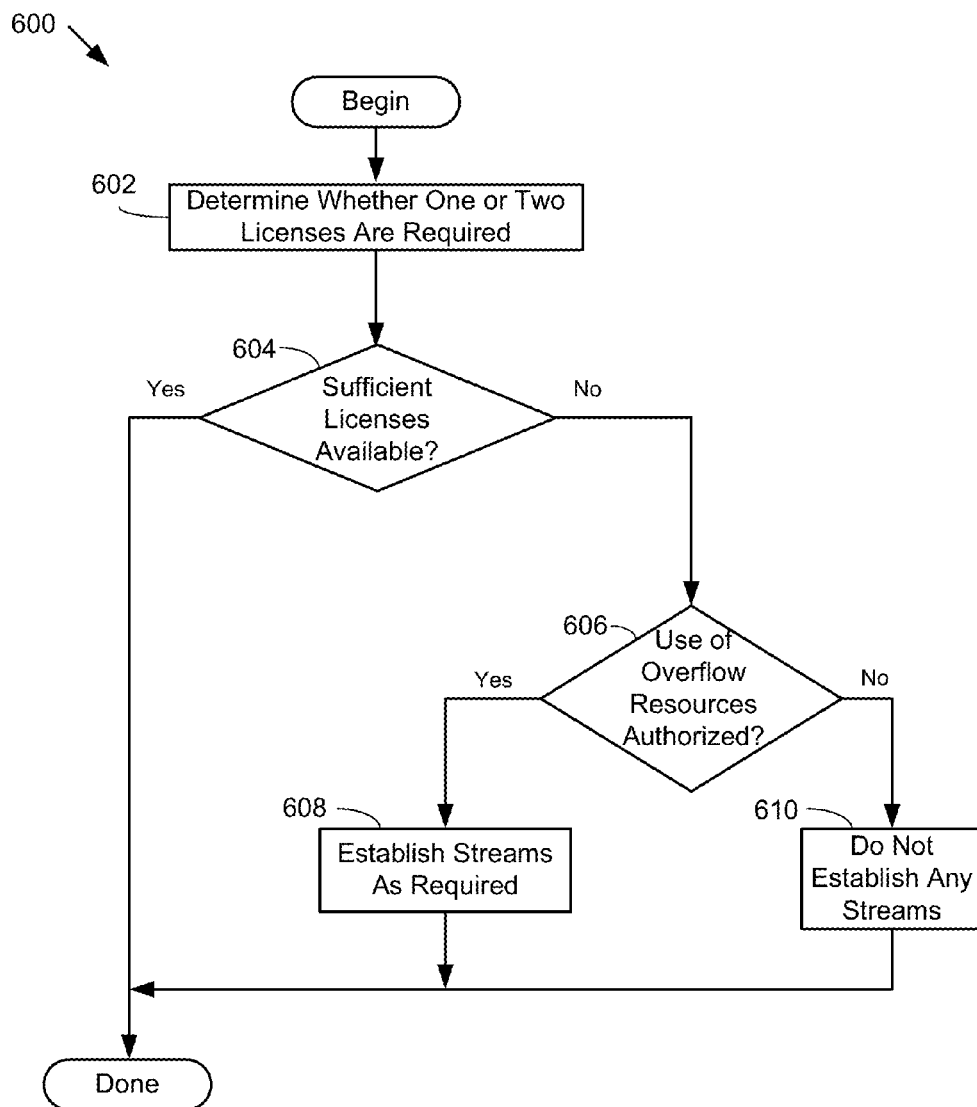 600
Begin
602
Determine Whether One or Two
Licenses Are Required
604
Yes
No
Sufficient
Licenses
Available?
606
Yes
No
Use of
Overflow
Resources
Authorized?
608
Establish Streams
As Required
610
Do Not
Establish Any
Streams
Done